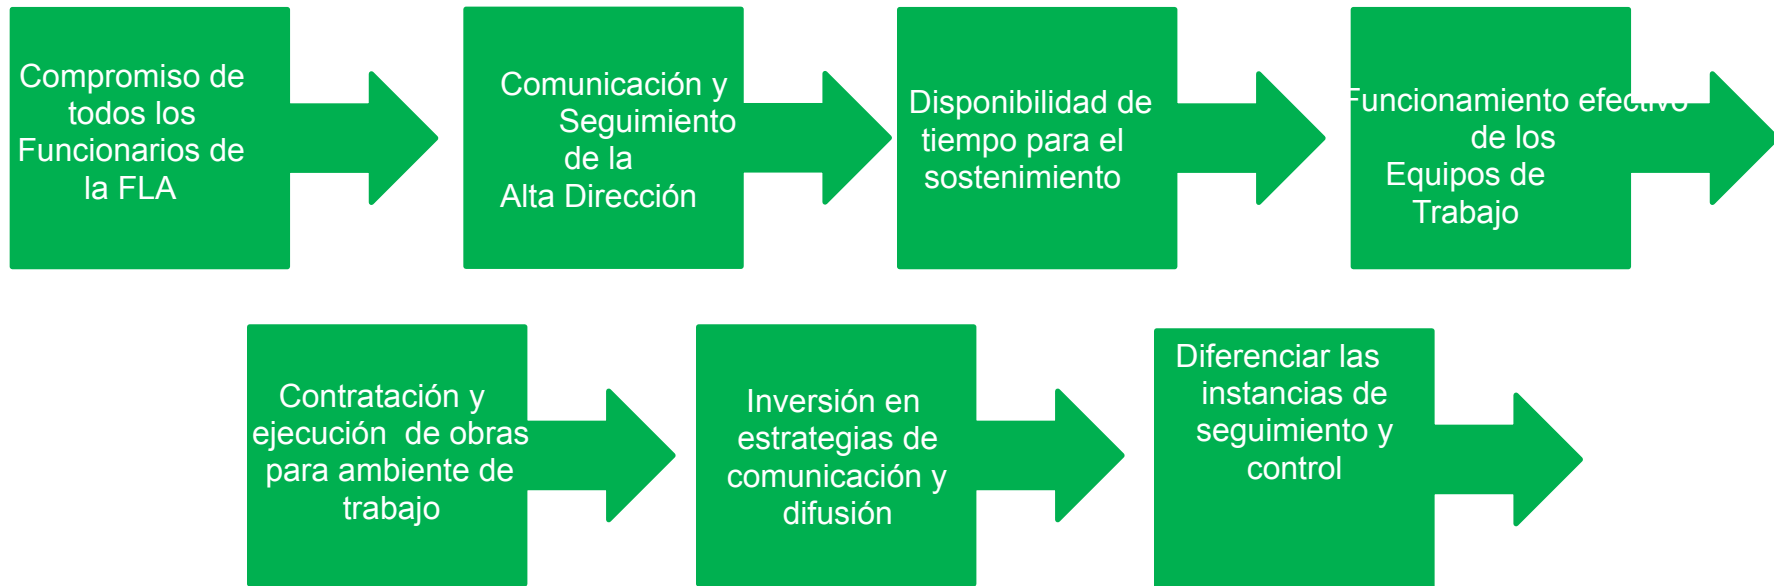 Compromiso de
todos los
Funcionarios de
la FLA
Comunicación y
Seguimiento
de la
Alta Dirección
Disponibilidad de
tiempo para el
sostenimiento
Funcionamiento efectivo
de los
Equipos de
Trabajo
Contratación y
ejecución de obras
para ambiente de
trabajo
Inversión en
estrategias de
comunicación y
difusión
Diferenciar las
instancias de
seguimiento y
control